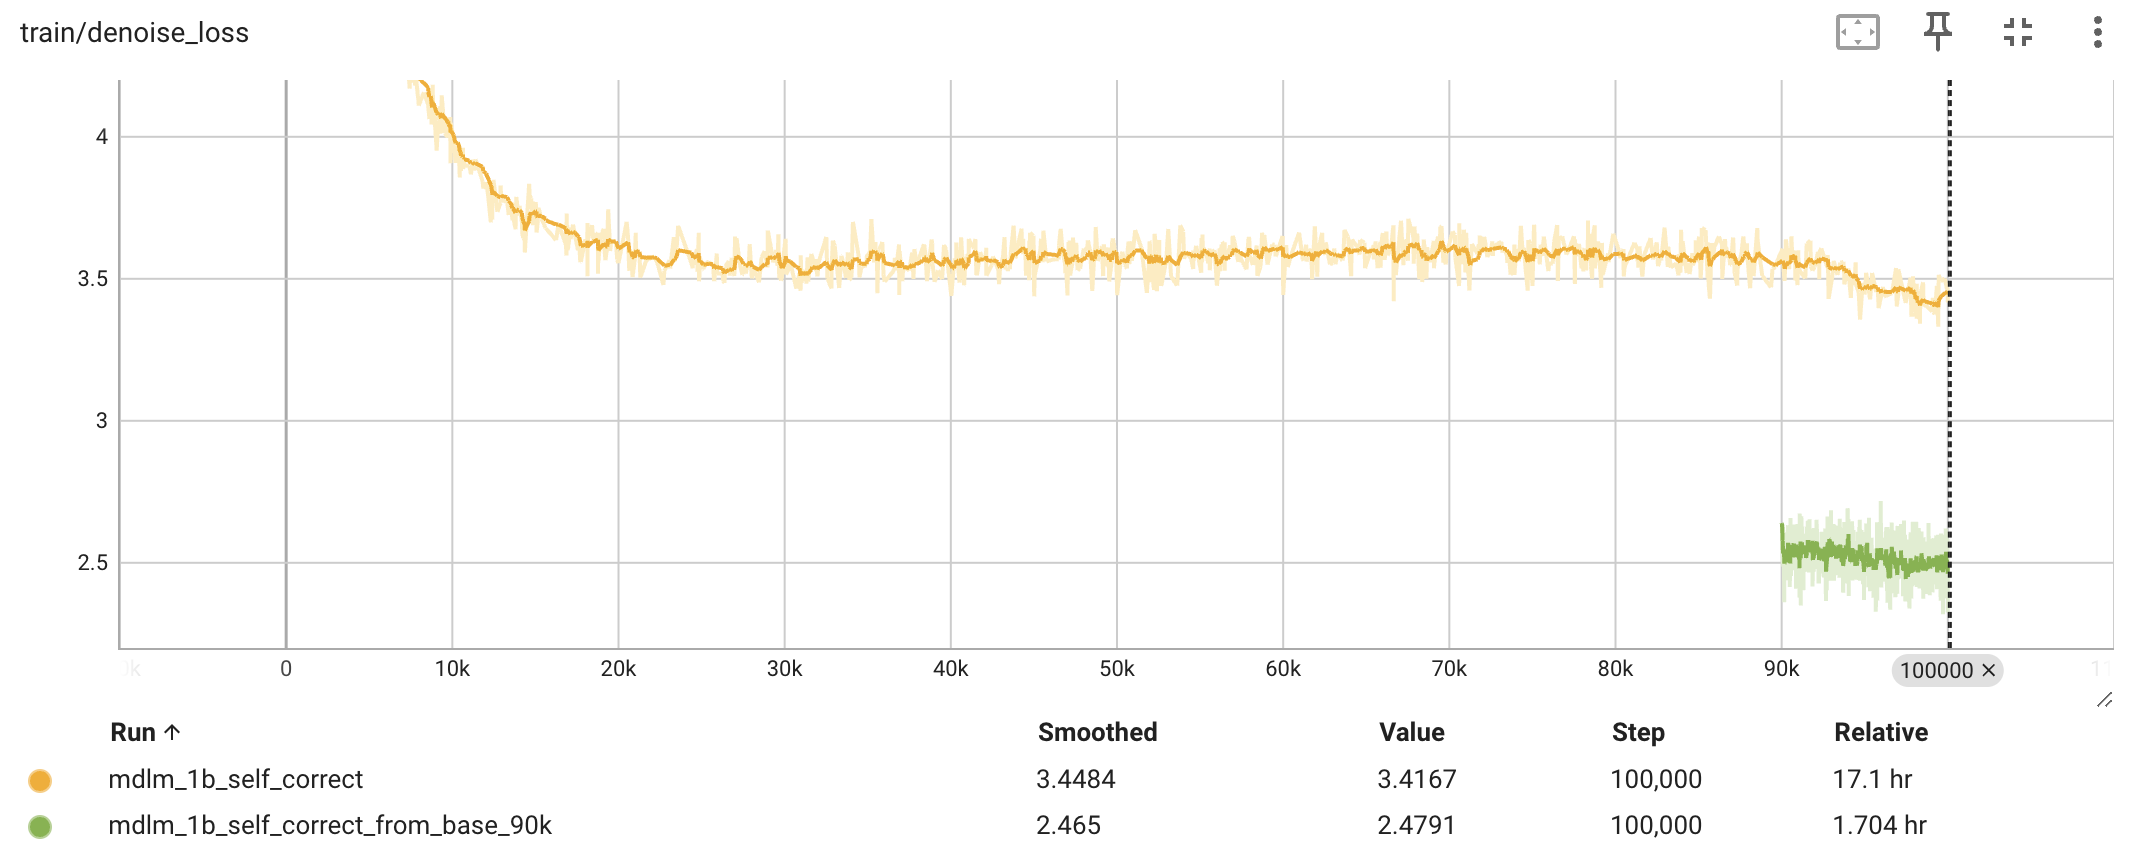 train/denoise_loss
4
3.5
3
2.5
0 10k 20k 30k 40k 50k 60k 70k 80k 90k 100000 ×
Run ↑ Smoothed Value Step Relative
mdlm_1b_self_correct 3.4484 3.4167 100,000 17.1 hr
mdlm_1b_self_correct_from_base_90k 2.465 2.4791 100,000 1.704 hr